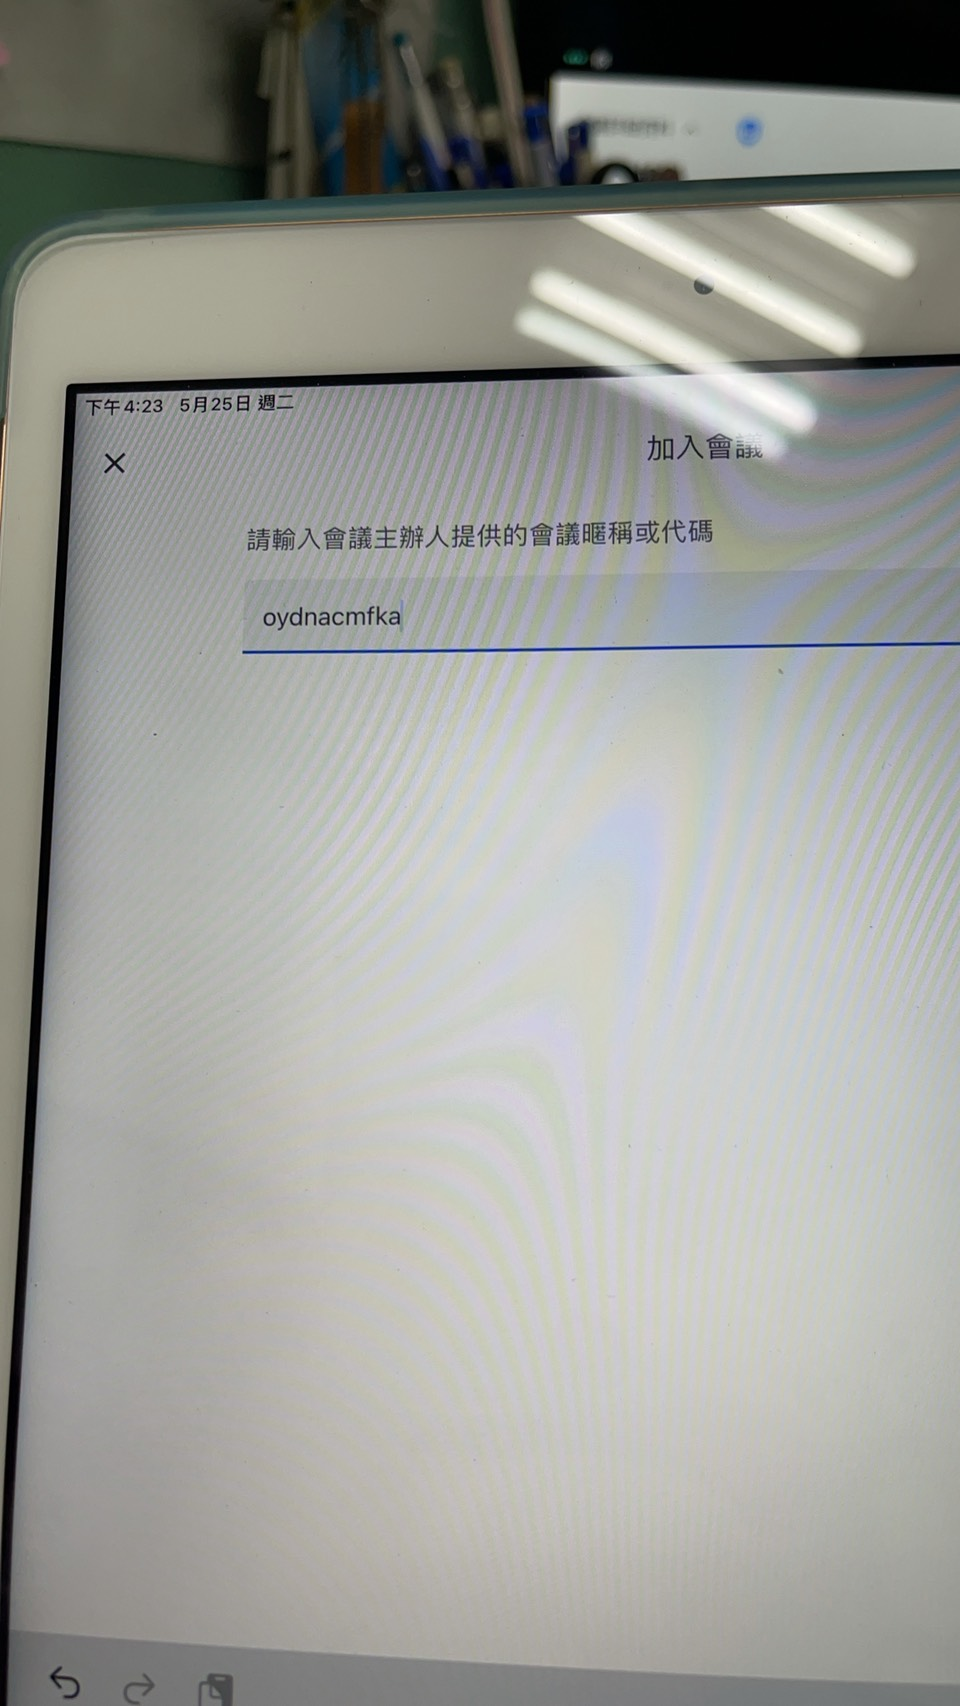 下午4:23 5月25日 週二
加入會議
請輸入會議主辦人提供的會議暱稱或代碼
oydnacmfka